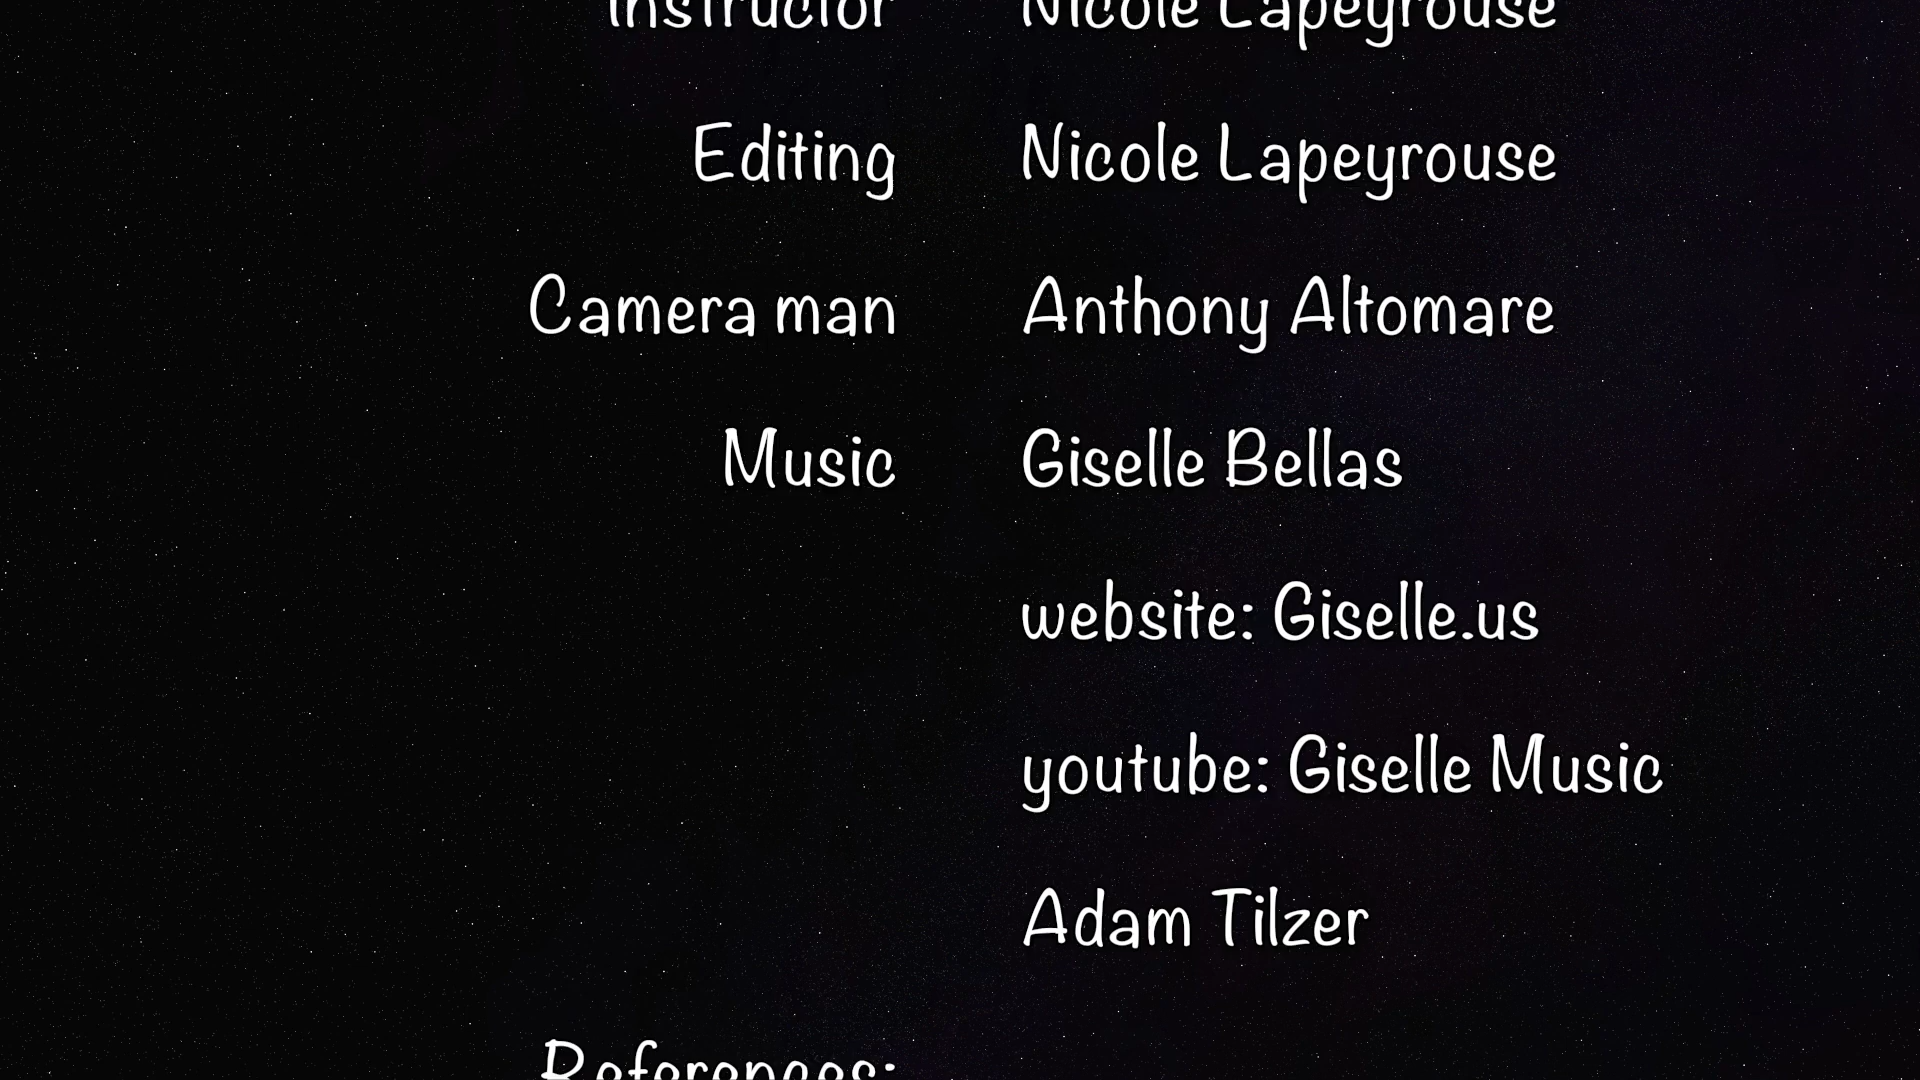 Instructor Nicole Lapeyrouse
Editing Nicole Lapeyrouse
Camera man Anthony Altomare
Music Giselle Bellas
website: Giselle.us
youtube: Giselle Music
Adam Tilzer
References: